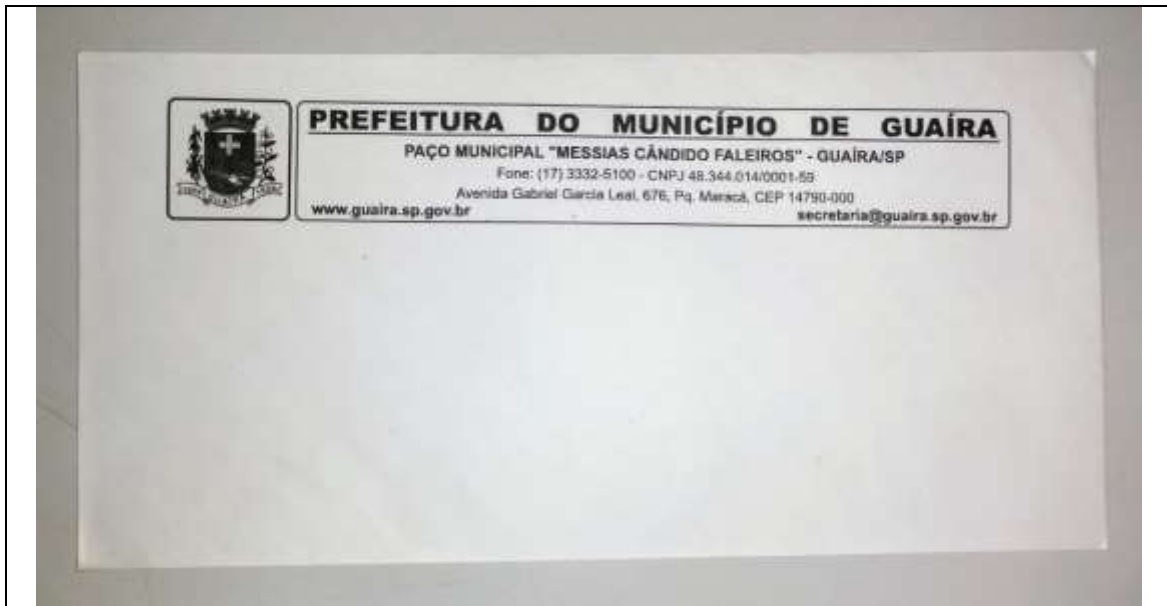 PREFEITURA DO MUNICÍPIO DE GUAÍRA
PAÇO MUNICIPAL "MESSIAS CÂNDIDO FALEIROS" - GUAÍRA/SP
Fone: (17) 3332-5100 - CNPJ 48.344.014/0001-59
Avenida Gabriel Garcia Leal, 676, Pq. Maracá, CEP 14790-000
www.guaira.sp.gov.br secretaria@guaira.sp.gov.br
GUAÍRA